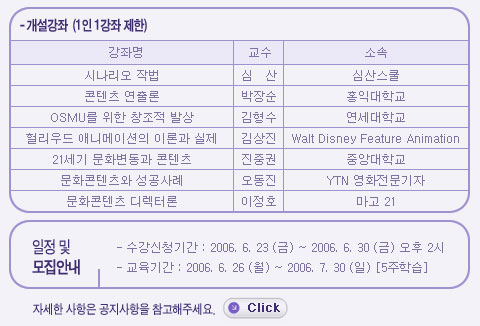 - 개설강좌 (1인 1강좌 제한)
강좌명 교수 소속
시나리오 작법 심 산 심산스쿨
콘텐츠 연출론 박장순 홍익대학교
OSMU를 위한 창조적 발상 김형수 연세대학교
헐리우드 애니메이션의 이론과 실제 김상진 Walt Disney Feature Animation
21세기 문화변동과 콘텐츠 진중권 중앙대학교
문화콘텐츠와 성공사례 오동진 YTN 영화전문기자
문화콘텐츠 디렉터론 이정호 마고 21
일정 및
모집안내
- 수강신청기간 : 2006. 6. 23 (금) ~ 2006. 6. 30 (금) 오후 2시
- 교육기간 : 2006. 6. 26 (월) ~ 2006. 7. 30 (일) [5주학습]
자세한 사항은 공지사항을 참고해주세요. Click